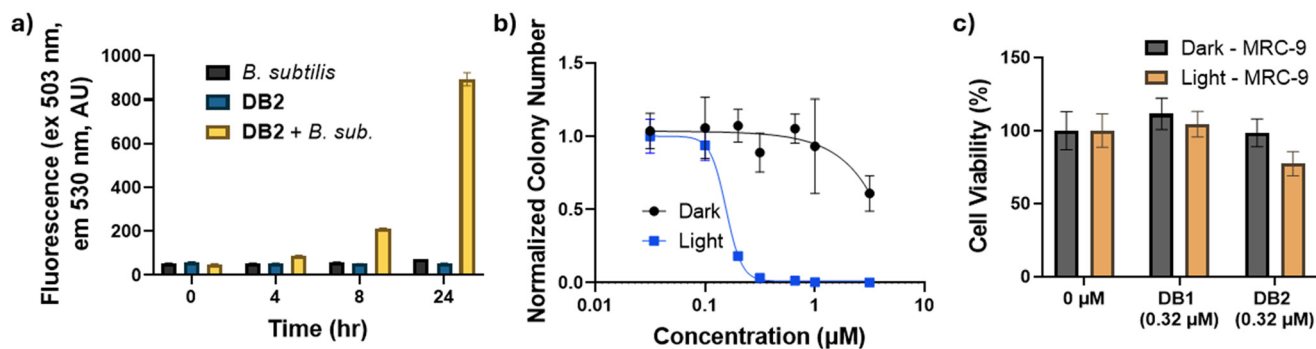 a)
Fluorescence (ex 503 nm,
em 530 nm, AU)
1000
800
600
400
200
0
B. subtilis
DB2
DB2 + B. sub.
0
4
8
24
Time (hr)
b)
Normalized Colony Number
1.5
1.0
0.5
0.0
Dark
Light
0.01
0.1
1
10
Concentration (µM)
c)
Cell Viability (%)
150
100
50
0
Dark - MRC-9
Light - MRC-9
0 µM
DB1
(0.32 µM)
DB2
(0.32 µM)